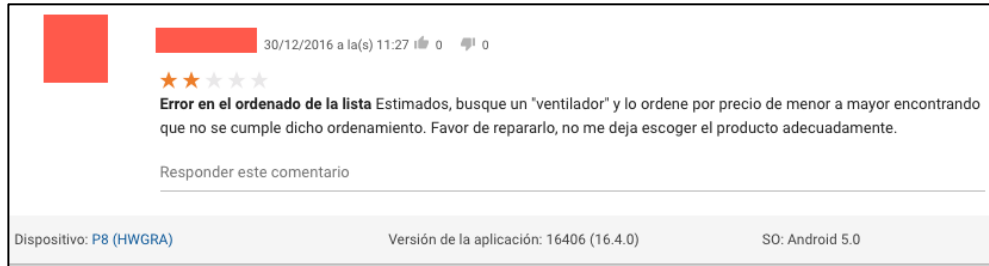 30/12/2016 a la(s) 11:27 0 0
Error en el ordenado de la lista Estimados, busque un "ventilador" y lo ordene por precio de menor a mayor encontrando
que no se cumple dicho ordenamiento. Favor de repararlo, no me deja escoger el producto adecuadamente.
Responder este comentario
Dispositivo: P8 (HWGRA) Versión de la aplicación: 16406 (16.4.0) SO: Android 5.0